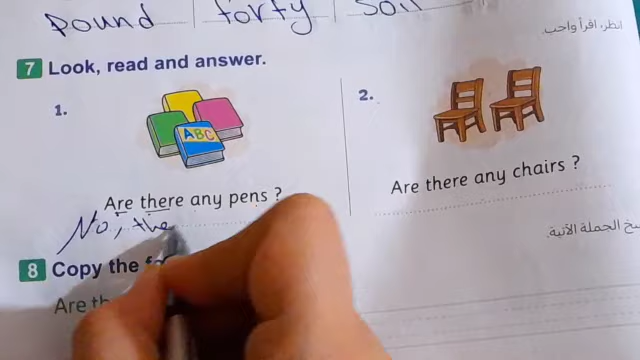 pound forty soil
انظر، اقرأ وأجب.
7 Look, read and answer.
1.
ABC
Are there any pens ?
No, the
2.
Are there any chairs ?
8 Copy the
سخ الجملة الآتية.
Are th